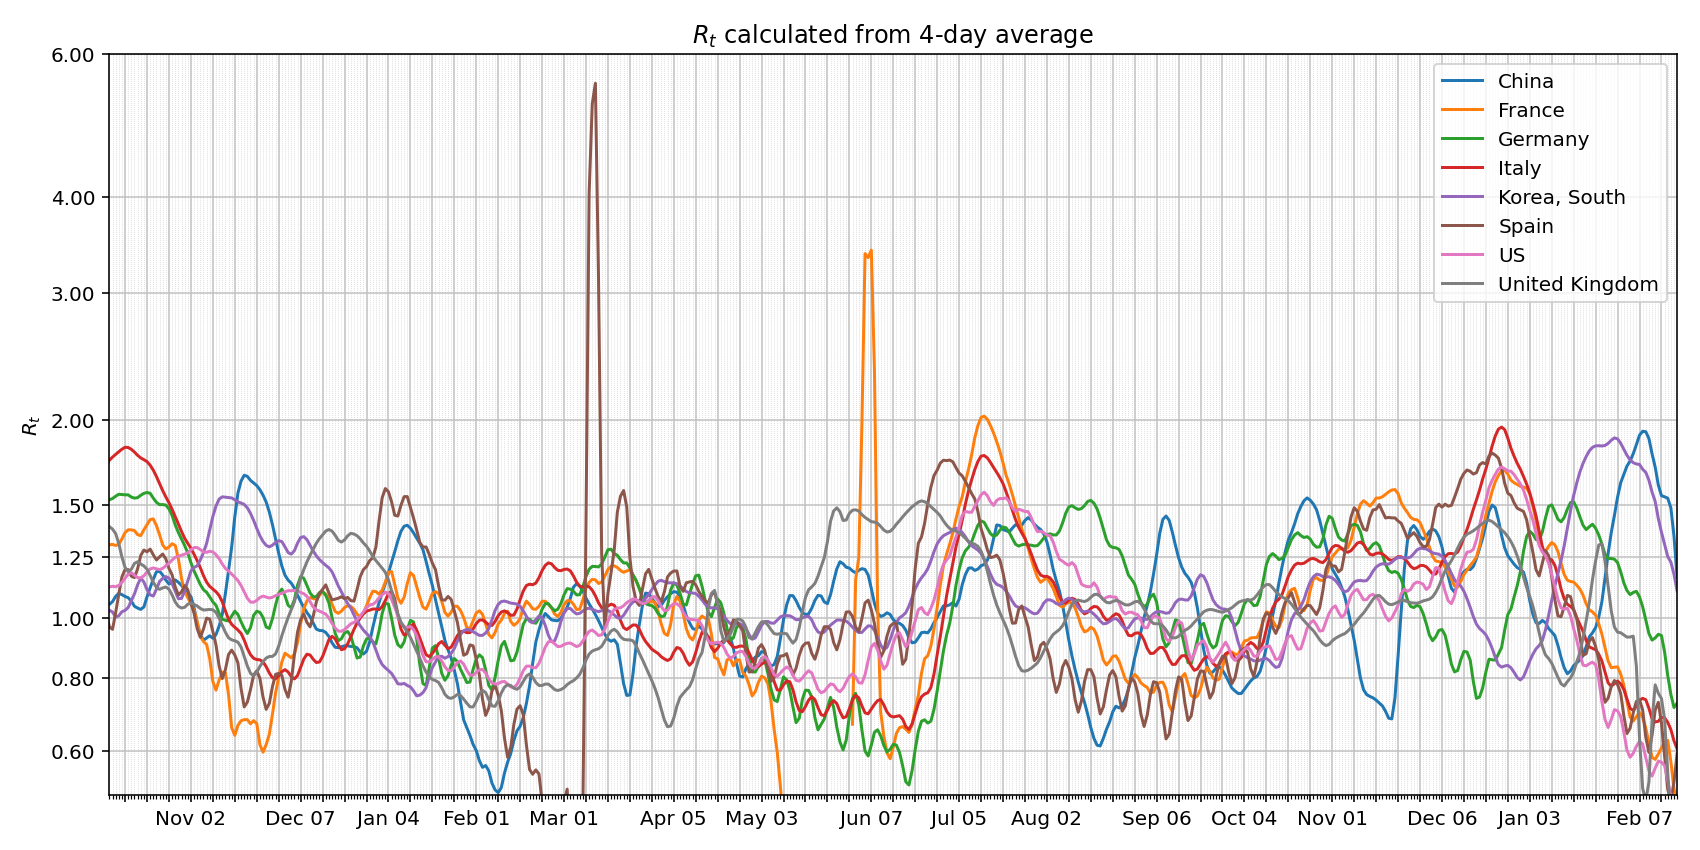 Rt calculated from 4-day average
6.00
4.00
3.00
2.00
1.50
1.25
1.00
0.80
0.60
Rt
China
France
Germany
Italy
Korea, South
Spain
US
United Kingdom
Nov 02 Dec 07 Jan 04 Feb 01 Mar 01 Apr 05 May 03 Jun 07 Jul 05 Aug 02 Sep 06 Oct 04 Nov 01 Dec 06 Jan 03 Feb 07